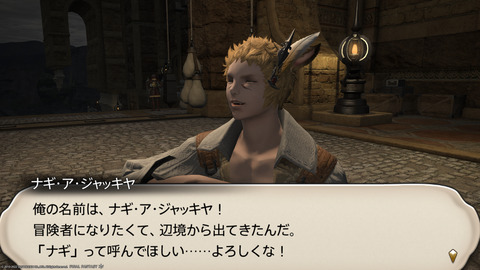 ナギ・ア・ジャッキヤ
俺の名前は、ナギ・ア・ジャッキヤ！
冒険者になりたくて、辺境から出てきたんだ。
「ナギ」って呼んでほしい……よろしくな！